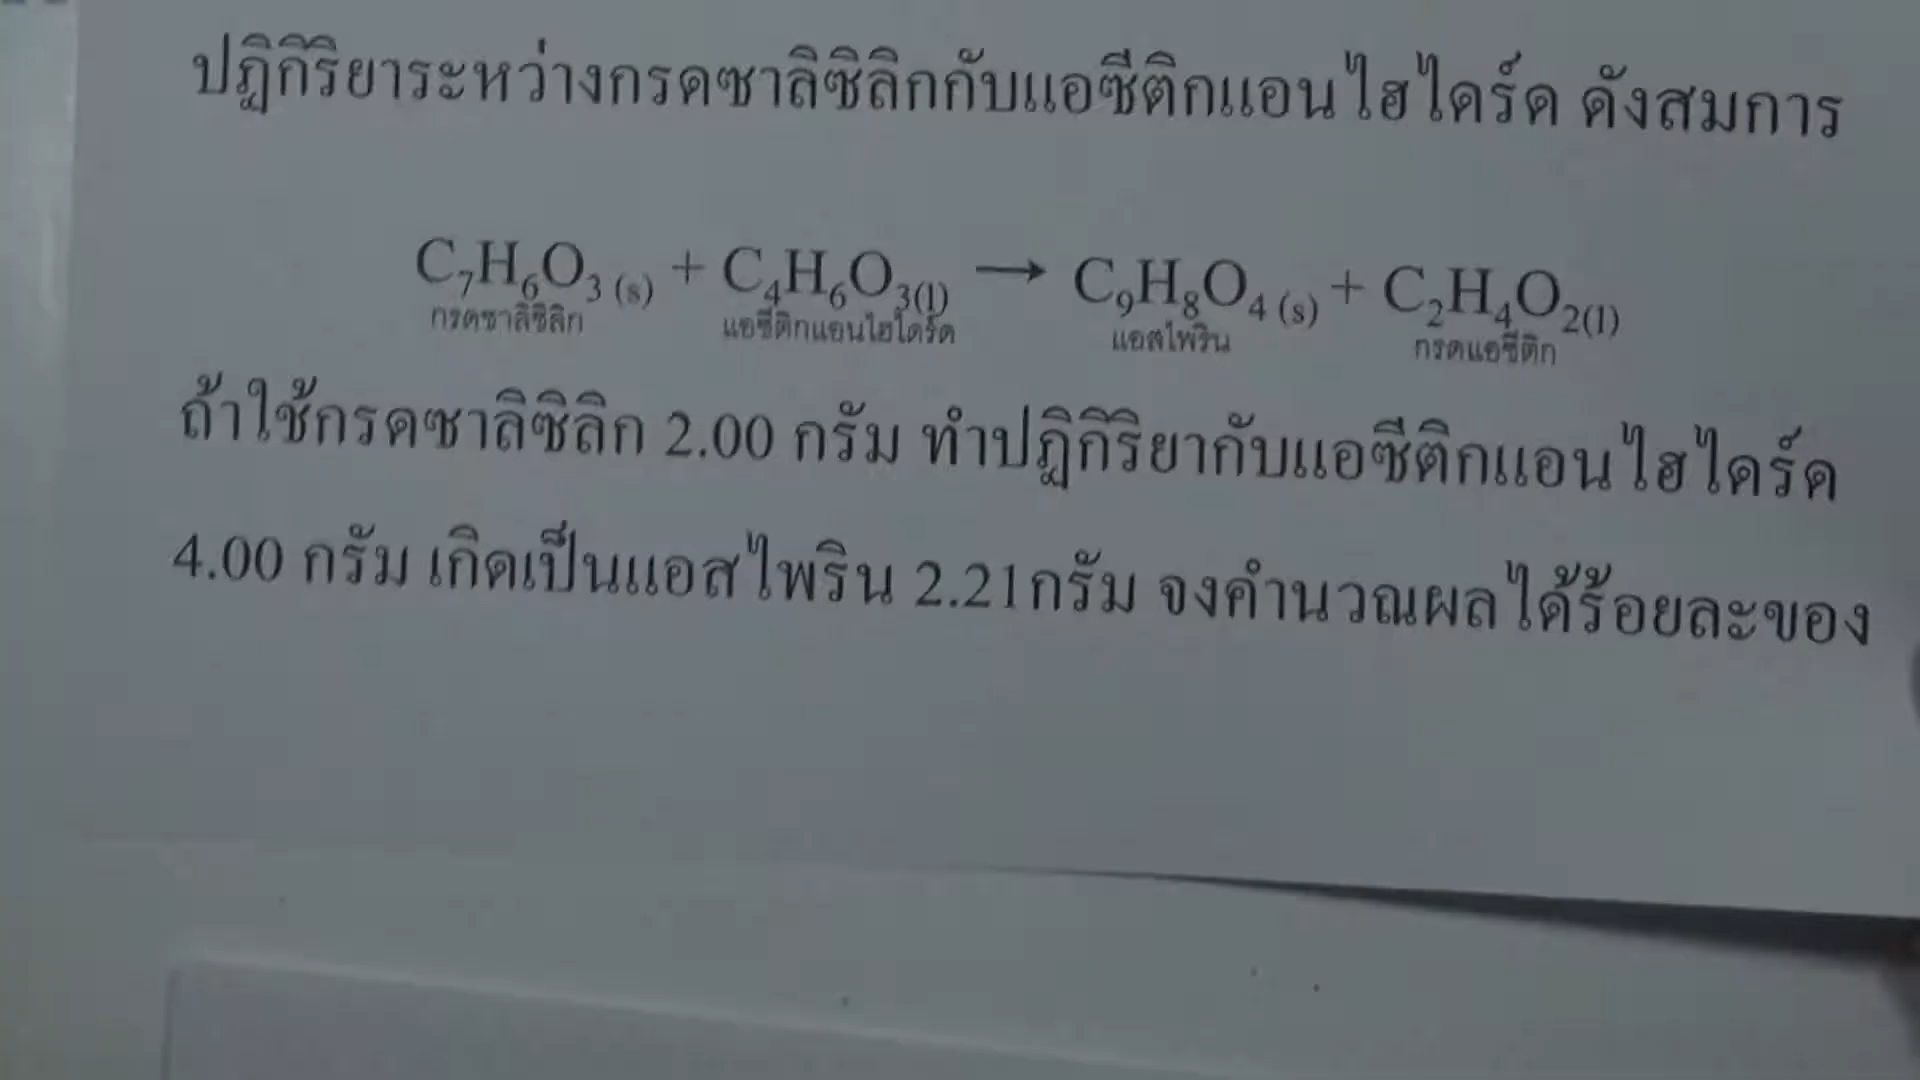 ปฏิกิริยาระหว่างกรดซาลิซิลิกกับแอซีติกแอนไฮไดร์ด ดังสมการ
C₇H₆O₃ (s) + C₄H₆O₃(l) → C₉H₈O₄ (s) + C₂H₄O₂(l)
กรดซาลิซิลิก แอซีติกแอนไฮไดร์ด แอสไพริน กรดแอซีติก
ถ้าใช้กรดซาลิซิลิก 2.00 กรัม ทำปฏิกิริยากับแอซีติกแอนไฮไดร์ด
4.00 กรัม เกิดเป็นแอสไพริน 2.21กรัม จงคำนวณผลได้ร้อยละของ